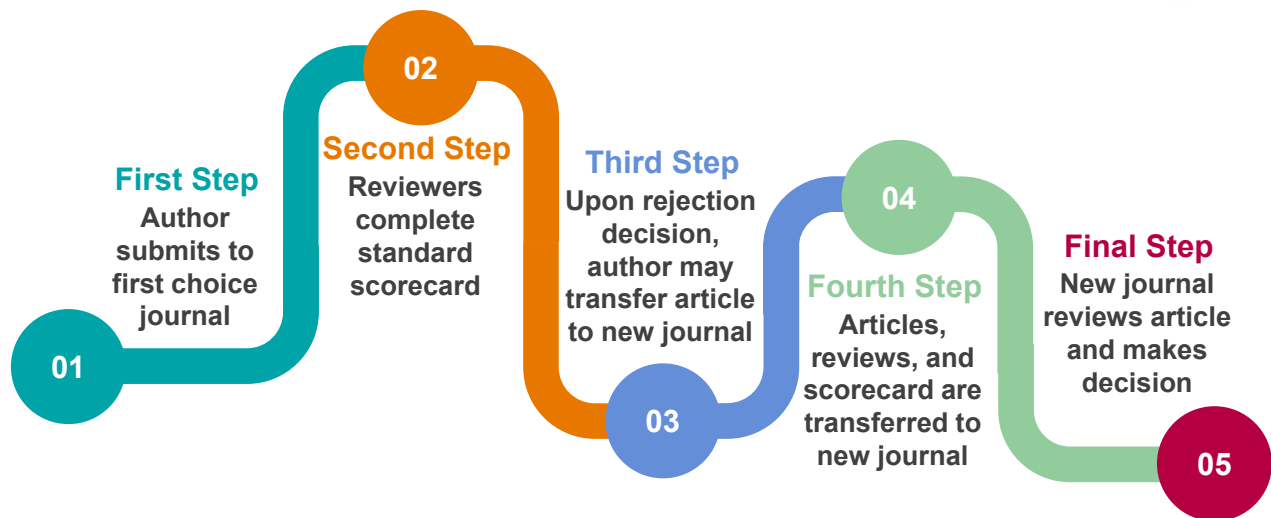 01
First Step
Author
submits to
first choice
journal
02
Second Step
Reviewers
complete
standard
scorecard
03
Third Step
Upon rejection
decision,
author may
transfer article
to new journal
04
Fourth Step
Articles,
reviews, and
scorecard are
transferred to
new journal
05
Final Step
New journal
reviews article
and makes
decision